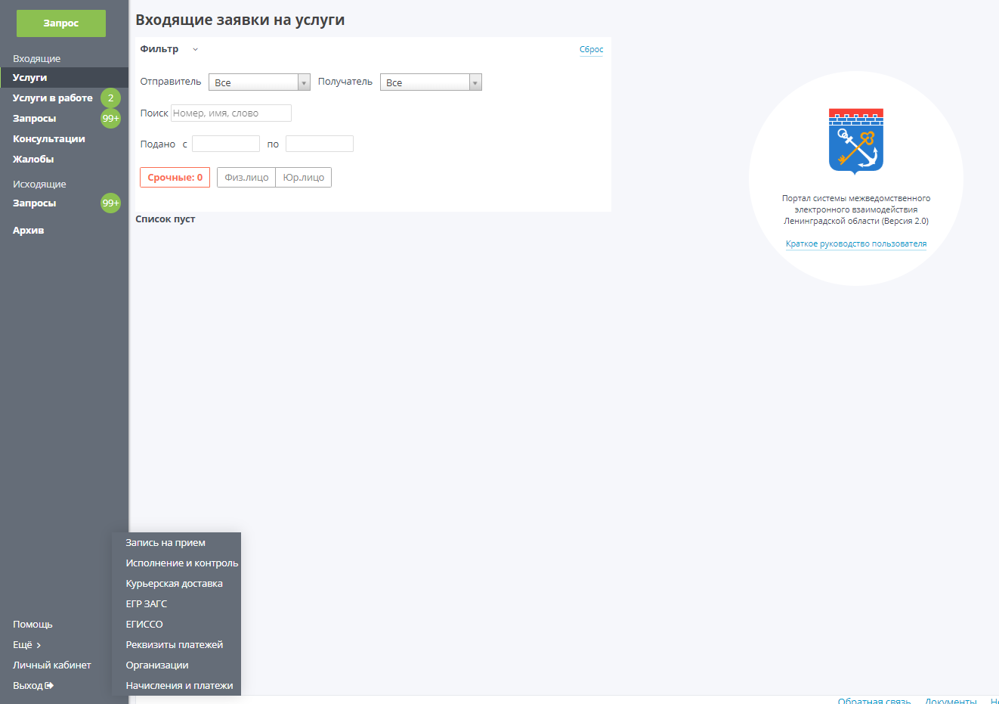 Запрос
Входящие
Услуги
Услуги в работе 2
Запросы 99+
Консультации
Жалобы
Исходящие
Запросы 99+
Архив
Помощь
Ещё >
Личный кабинет
Выход
Запись на прием
Исполнение и контроль
Курьерская доставка
ЕГР ЗАГС
ЕГИССО
Реквизиты платежей
Организации
Начисления и платежи
Входящие заявки на услуги
Фильтр
Сброс
Отправитель Все Получатель Все
Поиск Номер, имя, слово
Подано с по
Срочные: 0 Физ.лицо Юр.лицо
Список пуст
Портал системы межведомственного
электронного взаимодействия
Ленинградской области (Версия 2.0)
Краткое руководство пользователя
Обратная связь Документы